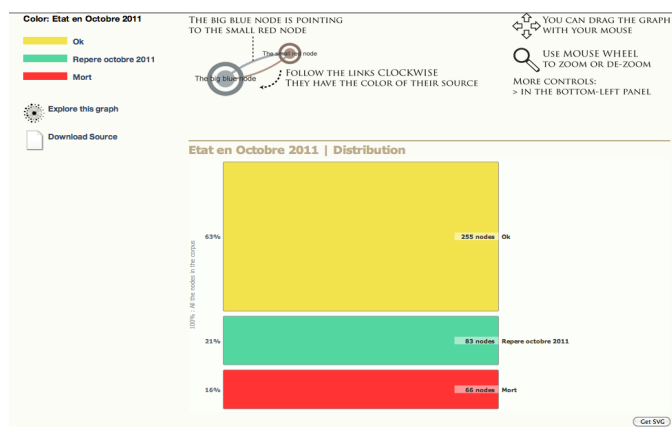 Color: Etat en Octobre 2011
Ok
Repere octobre 2011
Mort
Explore this graph
Download Source
THE BIG BLUE NODE IS POINTING
TO THE SMALL RED NODE
The small red node
The big blue node
FOLLOW THE LINKS CLOCKWISE
THEY HAVE THE COLOR OF THEIR SOURCE
YOU CAN DRAG THE GRAPH
WITH YOUR MOUSE
USE MOUSE WHEEL
TO ZOOM OR DE-ZOOM
MORE CONTROLS:
> IN THE BOTTOM-LEFT PANEL
Etat en Octobre 2011 | Distribution
100% : All the nodes in the corpus
63%
255 nodes Ok
21%
83 nodes Repere octobre 2011
16%
66 nodes Mort
Get SVG